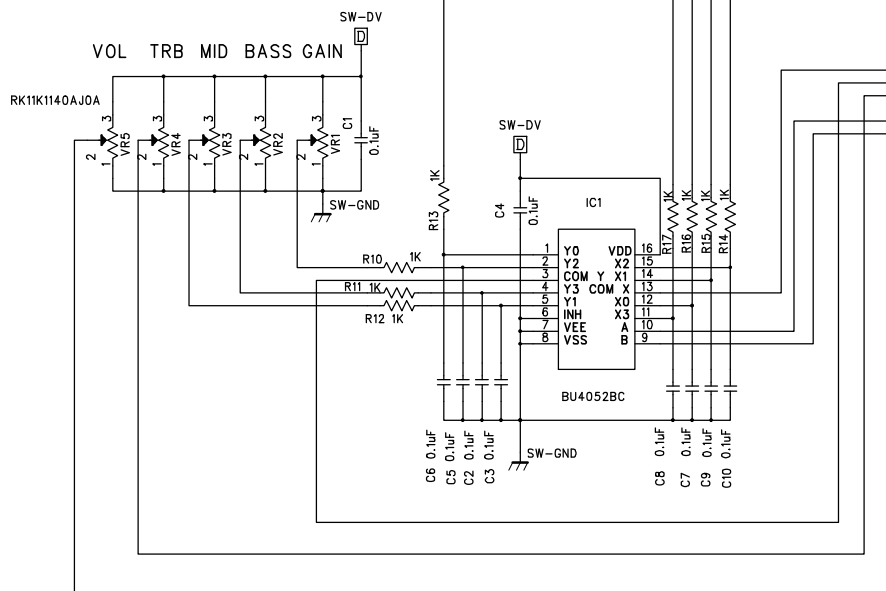 SW-DV
D
VOL TRB MID BASS GAIN
RK11K1140AJ0A
3 3 3 3 3
2 VR5 2 VR4 2 VR3 2 VR2 2 VR1
1 1 1 1 1
C1 0.1uF
SW-GND
SW-DV
D
R13 1K
C4 0.1uF
IC1
R17 1K
R16 1K
R15 1K
R14 1K
R10 1K
R11 1K
R12 1K
1 Y0 VDD 16
2 Y2 X2 15
3 COM Y X1 14
4 Y3 COM X 13
5 Y1 X0 12
6 INH X3 11
7 VEE A 10
8 VSS B 9
BU4052BC
C6 0.1uF
C5 0.1uF
C2 0.1uF
C3 0.1uF
SW-GND
C8 0.1uF
C7 0.1uF
C9 0.1uF
C10 0.1uF